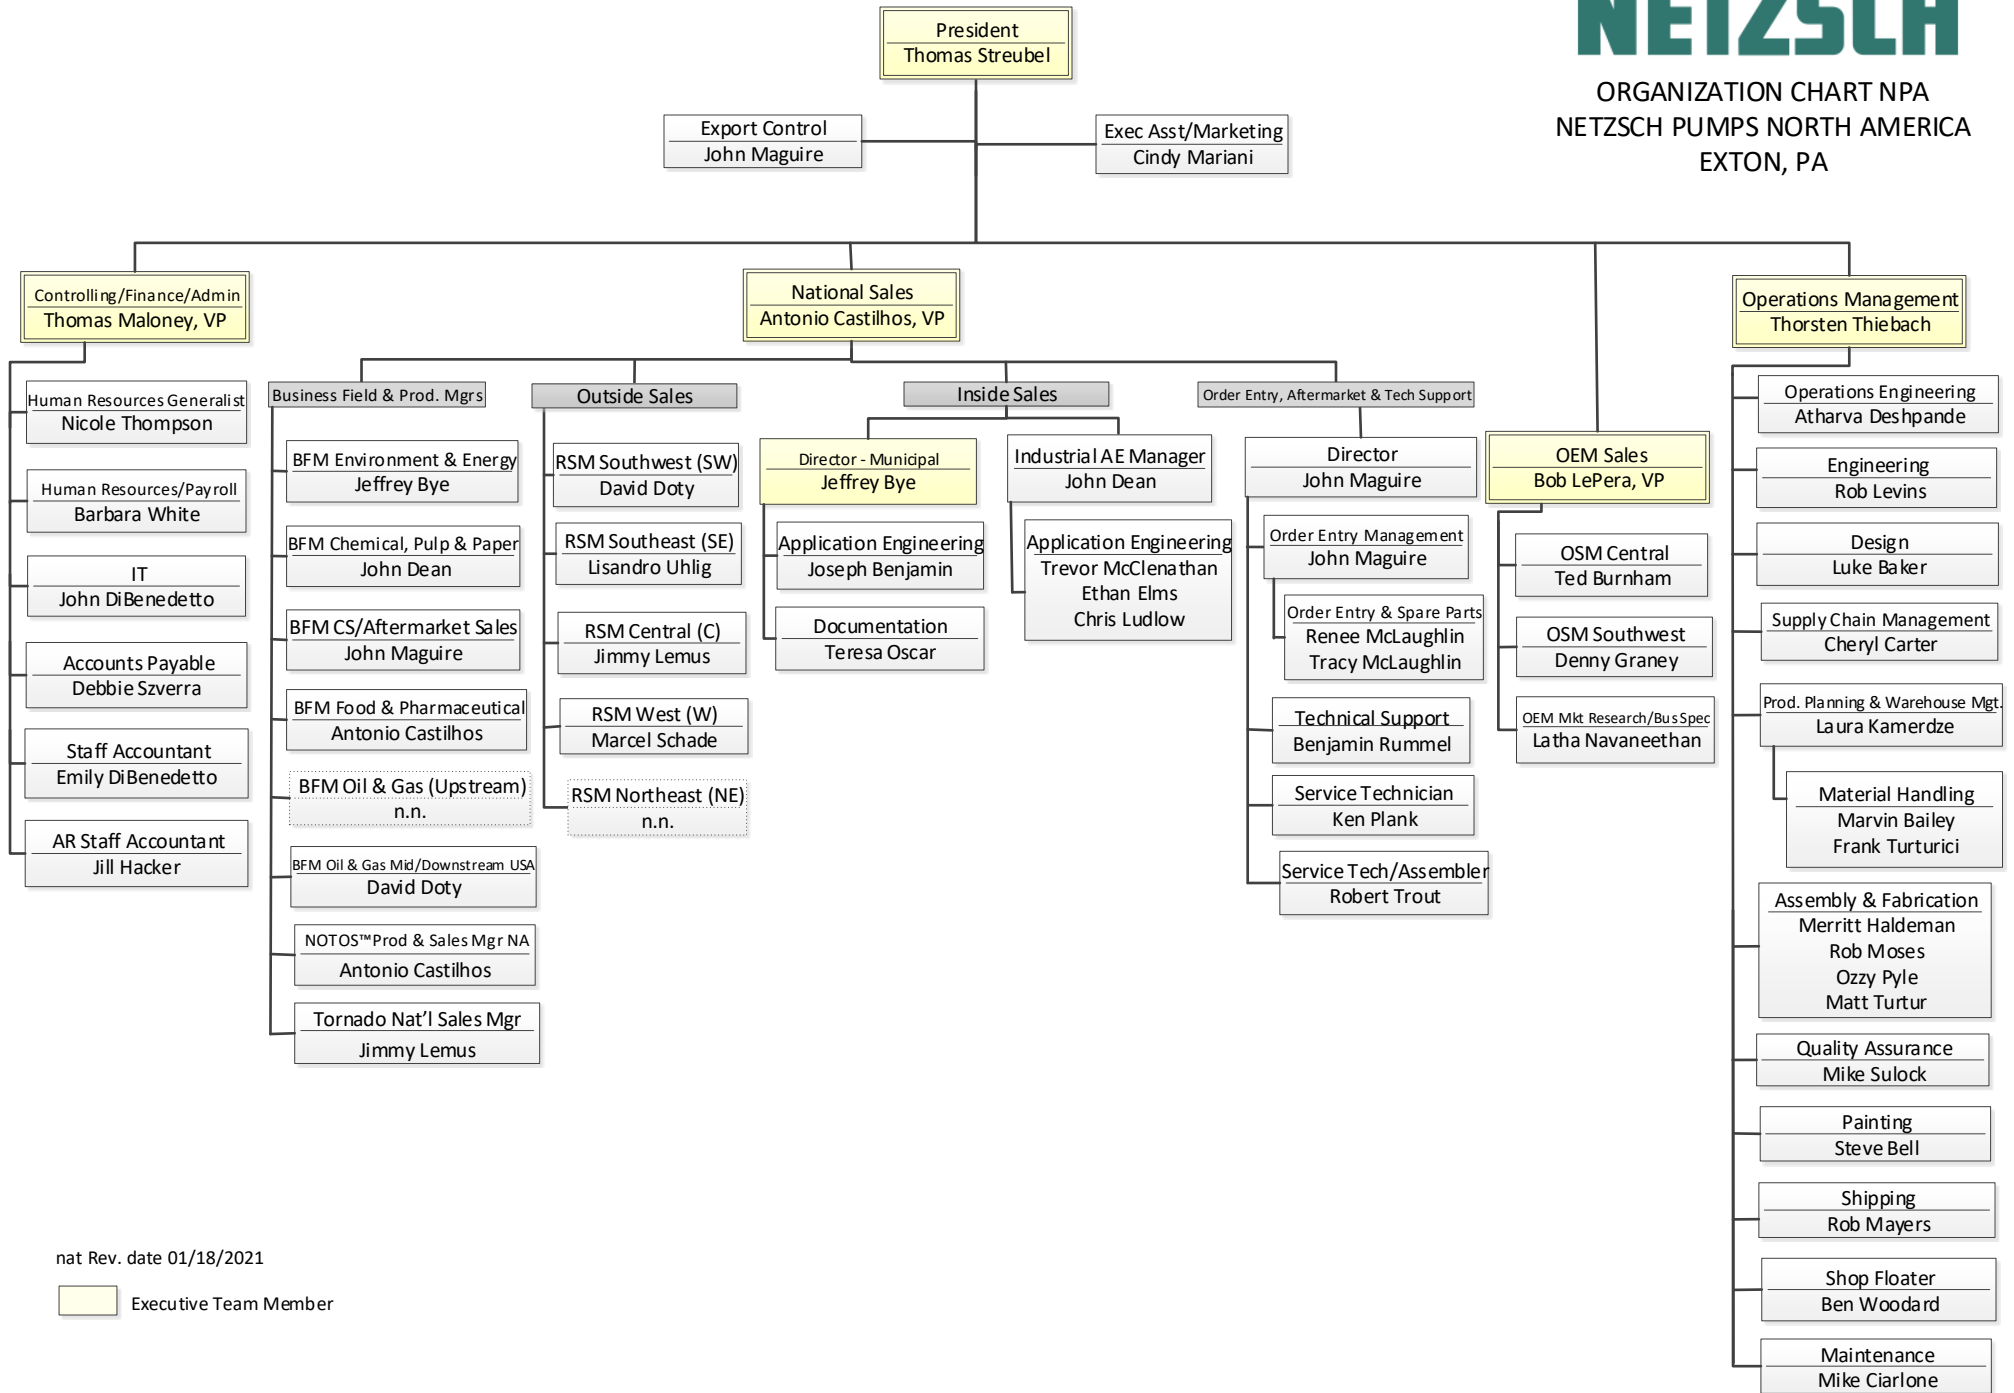 NETZSCH
ORGANIZATION CHART NPA
NETZSCH PUMPS NORTH AMERICA
EXTON, PA
President
Thomas Streubel
Export Control
John Maguire
Exec Asst/Marketing
Cindy Mariani
Controlling/Finance/Admin
Thomas Maloney, VP
Human Resources Generalist
Nicole Thompson
Human Resources/Payroll
Barbara White
IT
John DiBenedetto
Accounts Payable
Debbie Szverra
Staff Accountant
Emily DiBenedetto
AR Staff Accountant
Jill Hacker
National Sales
Antonio Castilhos, VP
Business Field & Prod. Mgrs
BFM Environment & Energy
Jeffrey Bye
BFM Chemical, Pulp & Paper
John Dean
BFM CS/Aftermarket Sales
John Maguire
BFM Food & Pharmaceutical
Antonio Castilhos
BFM Oil & Gas (Upstream)
n.n.
BFM Oil & Gas Mid/Downstream USA
David Doty
NOTOS™Prod & Sales Mgr NA
Antonio Castilhos
Tornado Nat’l Sales Mgr
Jimmy Lemus
Outside Sales
RSM Southwest (SW)
David Doty
RSM Southeast (SE)
Lisandro Uhlig
RSM Central (C)
Jimmy Lemus
RSM West (W)
Marcel Schade
RSM Northeast (NE)
n.n.
Inside Sales
Director - Municipal
Jeffrey Bye
Application Engineering
Joseph Benjamin
Documentation
Teresa Oscar
Industrial AE Manager
John Dean
Application Engineering
Trevor McClenathan
Ethan Elms
Chris Ludlow
Order Entry, Aftermarket & Tech Support
Director
John Maguire
Order Entry Management
John Maguire
Order Entry & Spare Parts
Renee McLaughlin
Tracy McLaughlin
Technical Support
Benjamin Rummel
Service Technician
Ken Plank
Service Tech/Assembler
Robert Trout
OEM Sales
Bob LePera, VP
OSM Central
Ted Burnham
OSM Southwest
Denny Graney
OEM Mkt Research/Bus Spec
Latha Navaneethan
Operations Management
Thorsten Thiebach
Operations Engineering
Atharva Deshpande
Engineering
Rob Levins
Design
Luke Baker
Supply Chain Management
Cheryl Carter
Prod. Planning & Warehouse Mgt.
Laura Kamerdze
Material Handling
Marvin Bailey
Frank Turturici
Assembly & Fabrication
Merritt Haldeman
Rob Moses
Ozzy Pyle
Matt Turtur
Quality Assurance
Mike Sulock
Painting
Steve Bell
Shipping
Rob Mayers
Shop Floater
Ben Woodard
Maintenance
Mike Ciarlone
nat Rev. date 01/18/2021
Executive Team Member